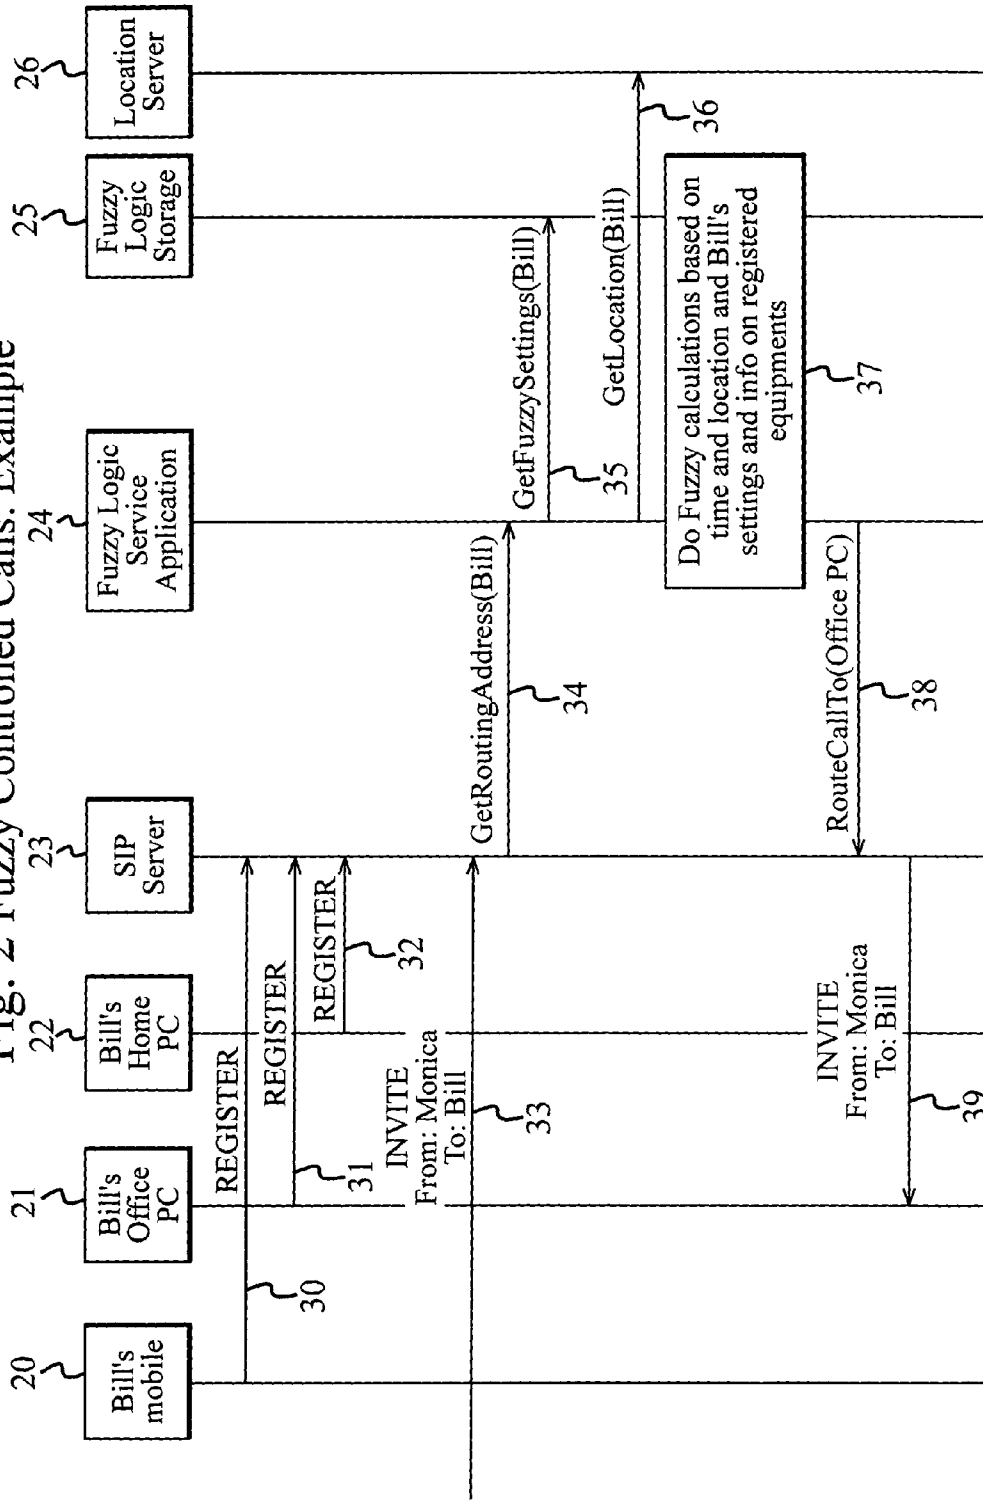 Fig. 2 Fuzzy Controlled Calls: Example
20
21
22
23
24
25
26
Bill's
mobile
Bill's
Office
PC
Bill's
Home
PC
SIP
Server
Fuzzy Logic
Service
Application
Fuzzy
Logic
Storage
Location
Server
REGISTER
30
REGISTER
31
REGISTER
32
INVITE
From: Monica
To: Bill
33
GetRoutingAddress(Bill)
34
GetFuzzySettings(Bill)
35
GetLocation(Bill)
36
Do Fuzzy calculations based on
time and location and Bill's
settings and info on registered
equipments
37
RouteCallTo(Office PC)
38
INVITE
From: Monica
To: Bill
39